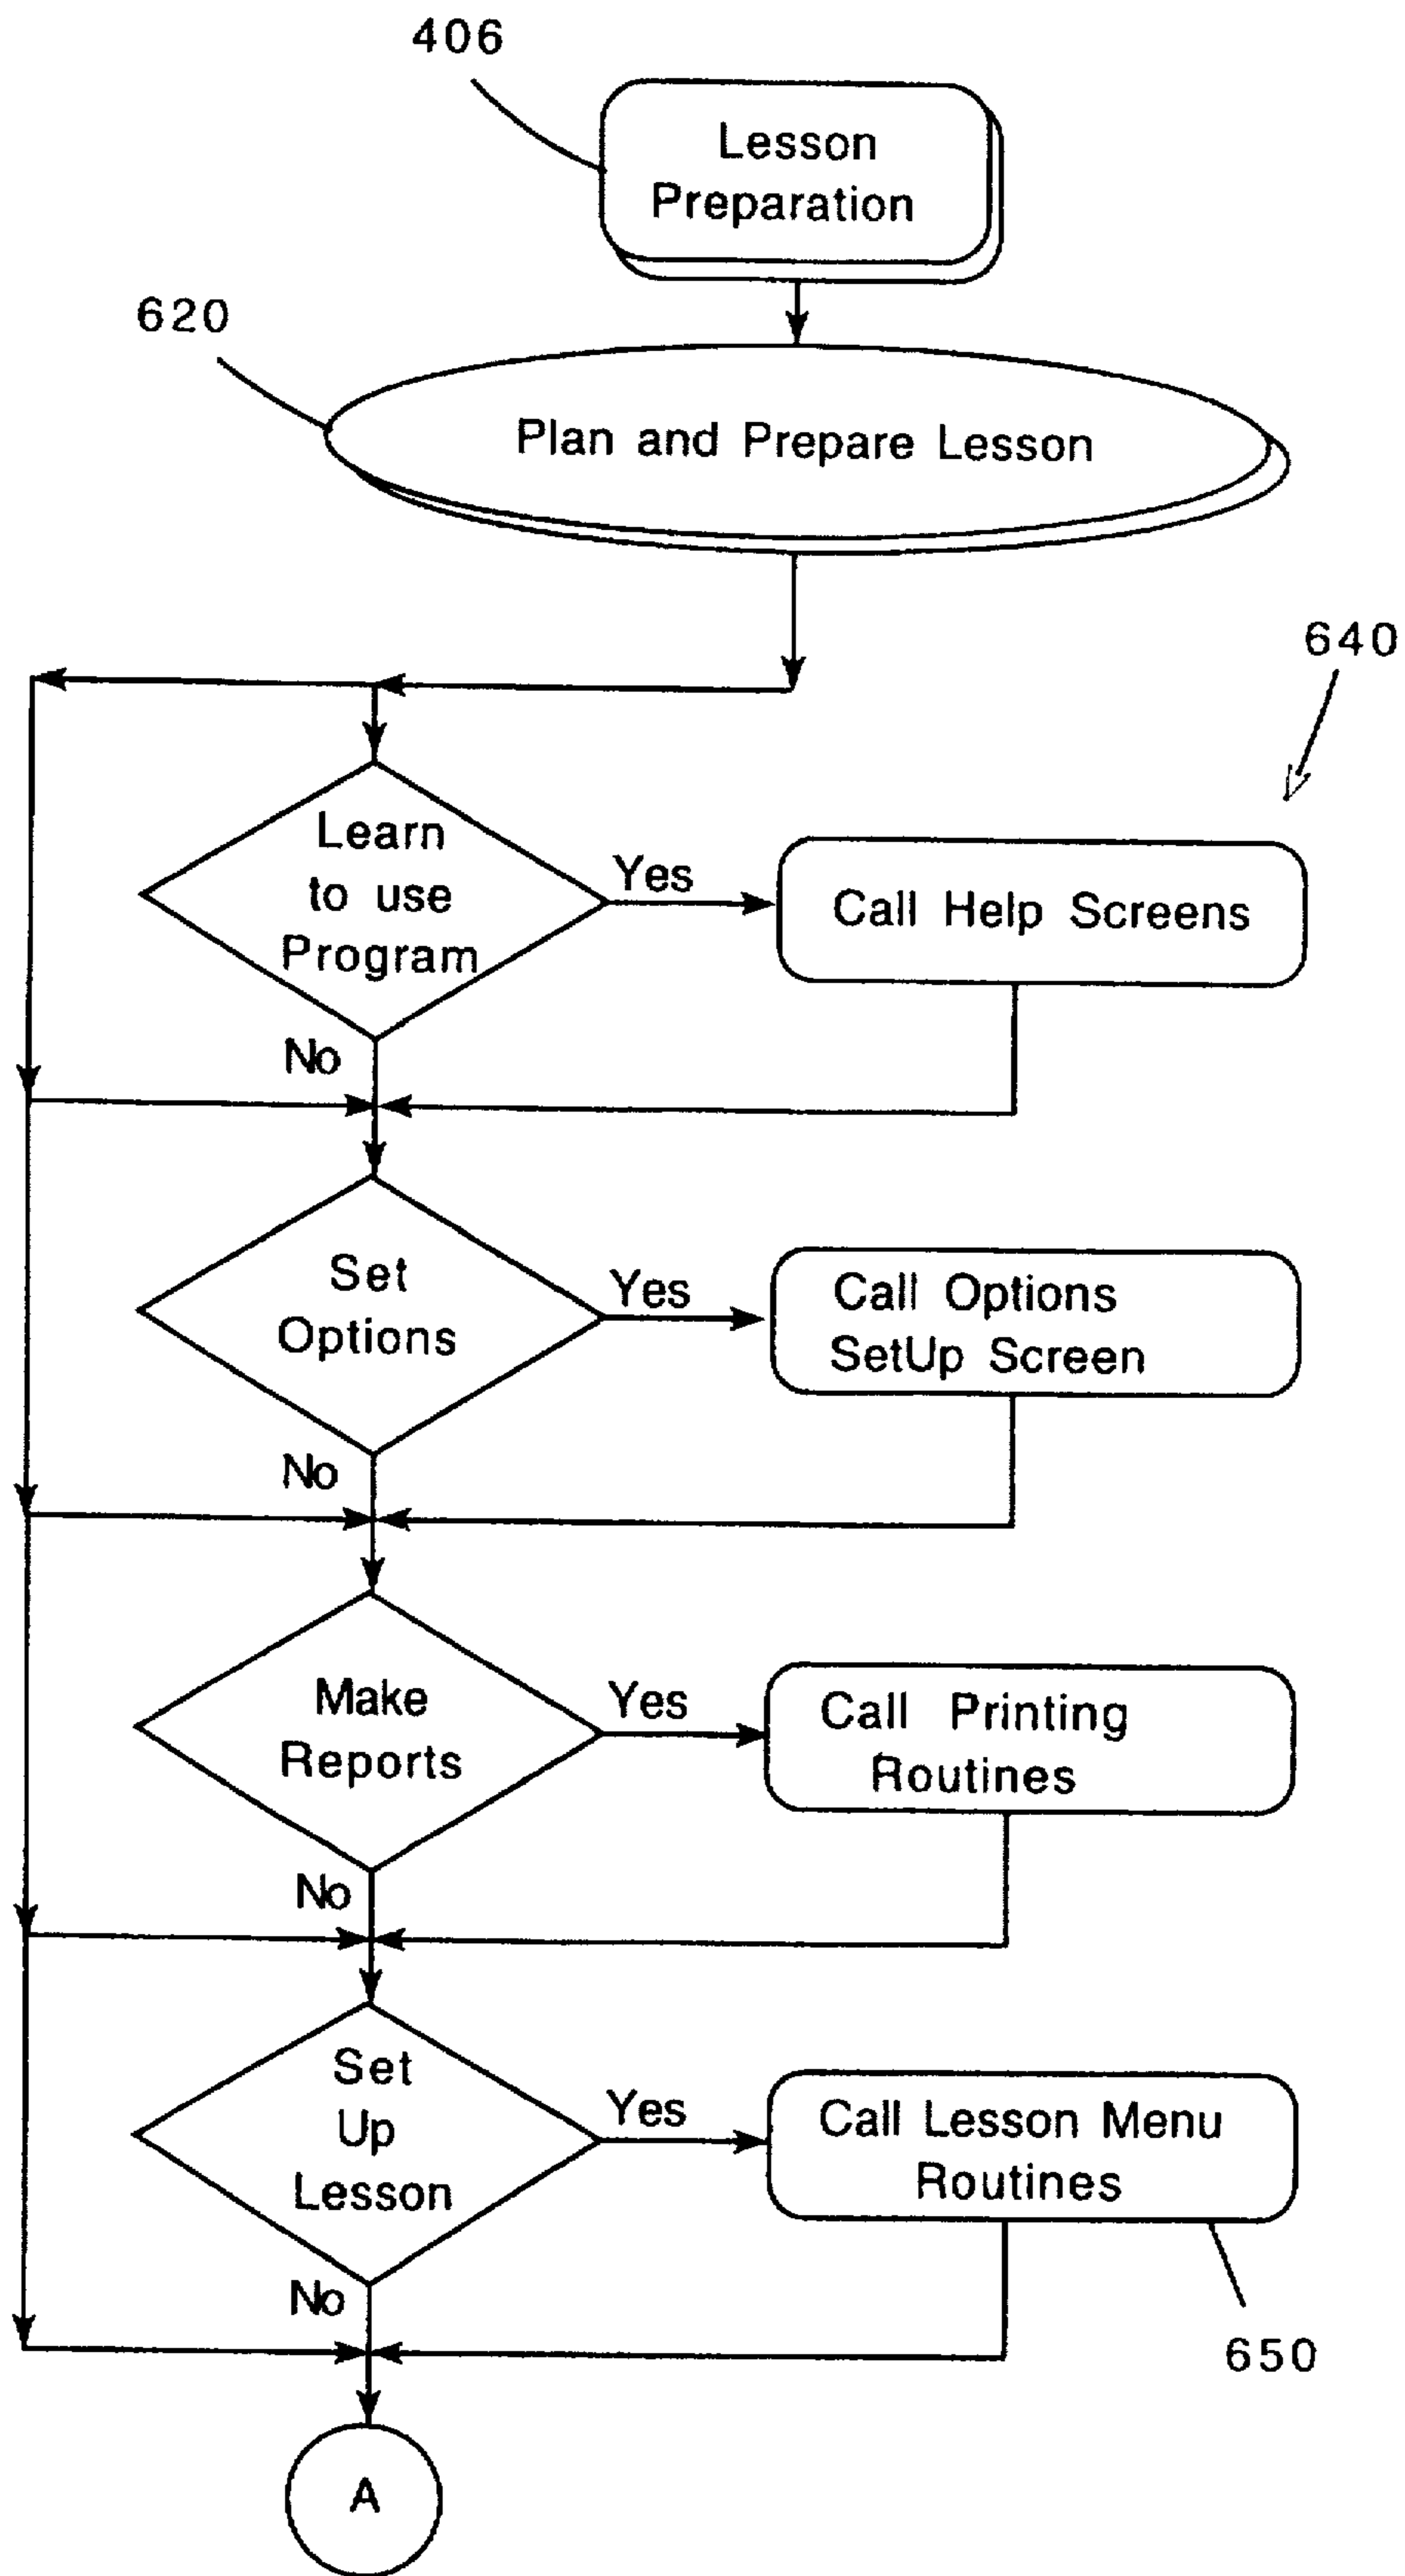 406
Lesson
Preparation
620
Plan and Prepare Lesson
640
Learn
to use
Program
Yes
Call Help Screens
No
Set
Options
Yes
Call Options
SetUp Screen
No
Make
Reports
Yes
Call Printing
Routines
No
Set
Up
Lesson
Yes
Call Lesson Menu
Routines
No
650
A